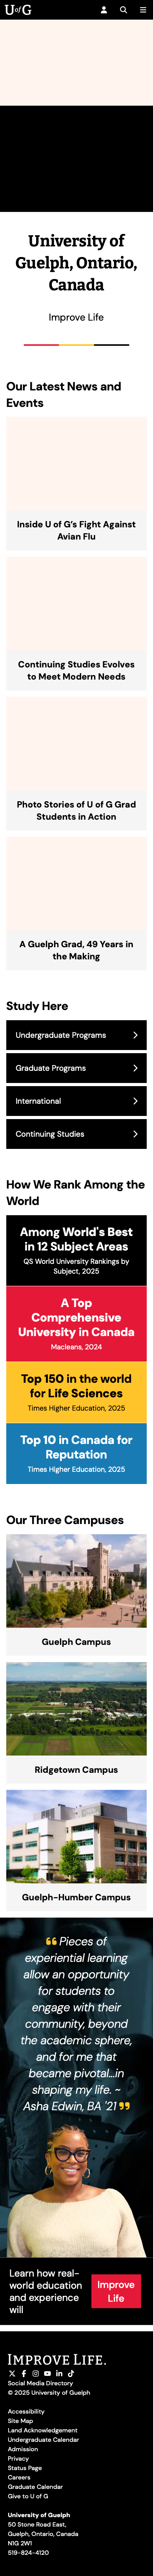 U of G
University of
Guelph, Ontario,
Canada
Improve Life
Our Latest News and
Events
Inside U of G's Fight Against
Avian Flu
Continuing Studies Evolves
to Meet Modern Needs
Photo Stories of U of G Grad
Students in Action
A Guelph Grad, 49 Years in
the Making
Study Here
Undergraduate Programs
Graduate Programs
International
Continuing Studies
How We Rank Among the
World
Among World's Best
in 12 Subject Areas
QS World University Rankings by
Subject, 2025
A Top
Comprehensive
University in Canada
Macleans, 2024
Top 150 in the world
for Life Sciences
Times Higher Education, 2025
Top 10 in Canada for
Reputation
Times Higher Education, 2025
Our Three Campuses
Guelph Campus
Ridgetown Campus
Guelph-Humber Campus
❝ Pieces of
experiential learning
allow an opportunity
for students to
engage with their
community, beyond
the academic sphere,
and for me that
became pivotal...in
shaping my life. ~
Asha Edwin, BA '21 ❞
Learn how real-
world education
and experience
will
Improve
Life
IMPROVE LIFE.
Social Media Directory
© 2025 University of Guelph
Accessibility
Site Map
Land Acknowledgement
Undergraduate Calendar
Admission
Privacy
Status Page
Careers
Graduate Calendar
Give to U of G
University of Guelph
50 Stone Road East,
Guelph, Ontario, Canada
N1G 2W1
519-824-4120